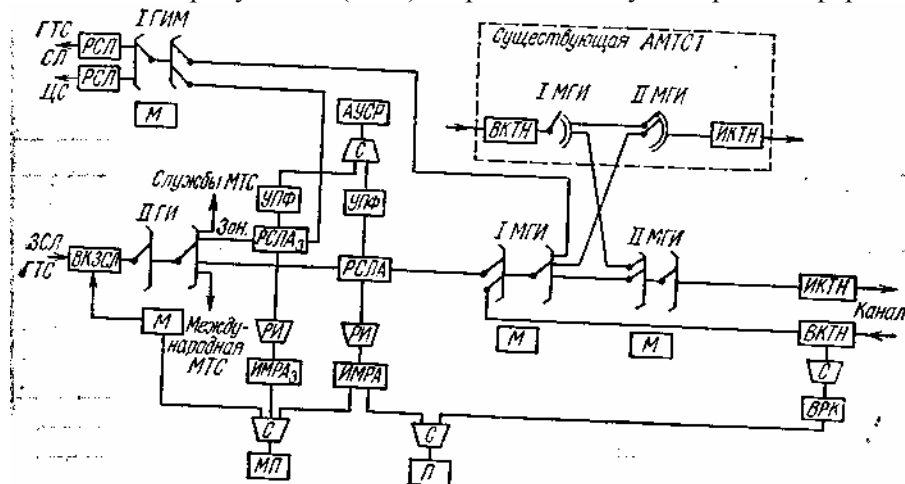 I ГИМ
ГТС
СЛ
РСЛ
ЦС
РСЛ
М
Существующая АМТС1
I МГИ
II МГИ
ВКТН
ИКТН
АУСР
С
УПФ
УПФ
Службы МТС
II ГИ
Зон.
РСЛАЗ
ЗСЛ
ГТС
ВКЗСЛ
РСЛА
I МГИ
II МГИ
ИКТН
Канал
ВКТН
М
Между-
народная
МТС
РИ
РИ
М
М
ИМРАЗ
ИМРА
С
ВРК
С
С
МП
П